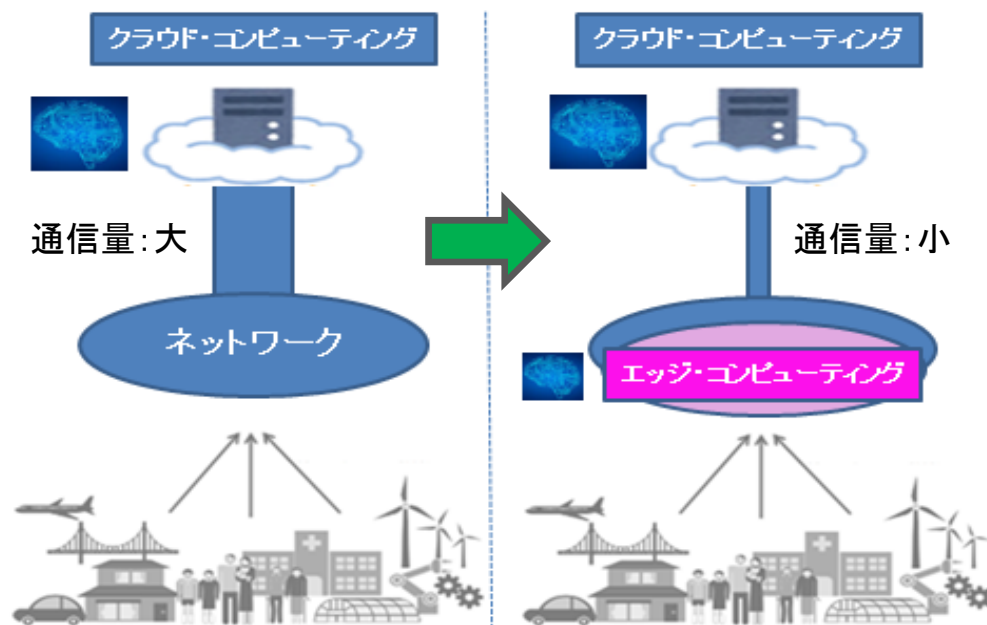 クラウド・コンピューティング
通信量：大
ネットワーク
クラウド・コンピューティング
通信量：小
エッジ・コンピューティング